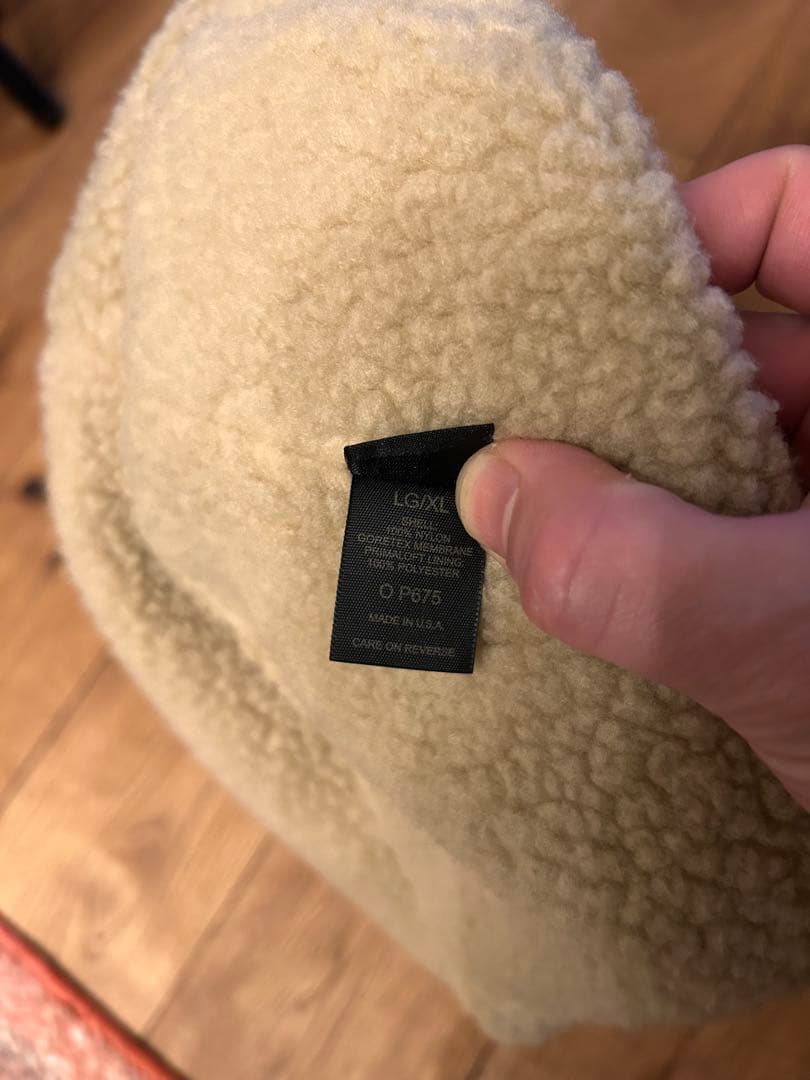 LG/XL
SHELL:
100% NYLON
GORETEX MEMBRANE
PRIMALOFT LINING:
100% POLYESTER
O P675
MADE IN U.S.A.
CARE ON REVERSE